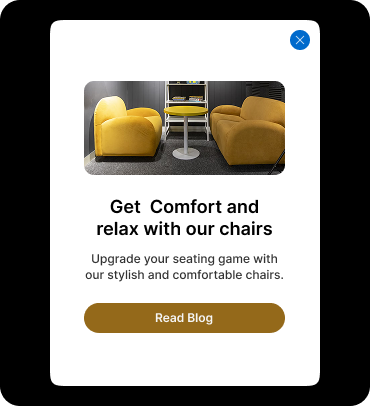 Get  Comfort and
relax with our chairs
Upgrade your seating game with
our stylish and comfortable chairs.
Read Blog